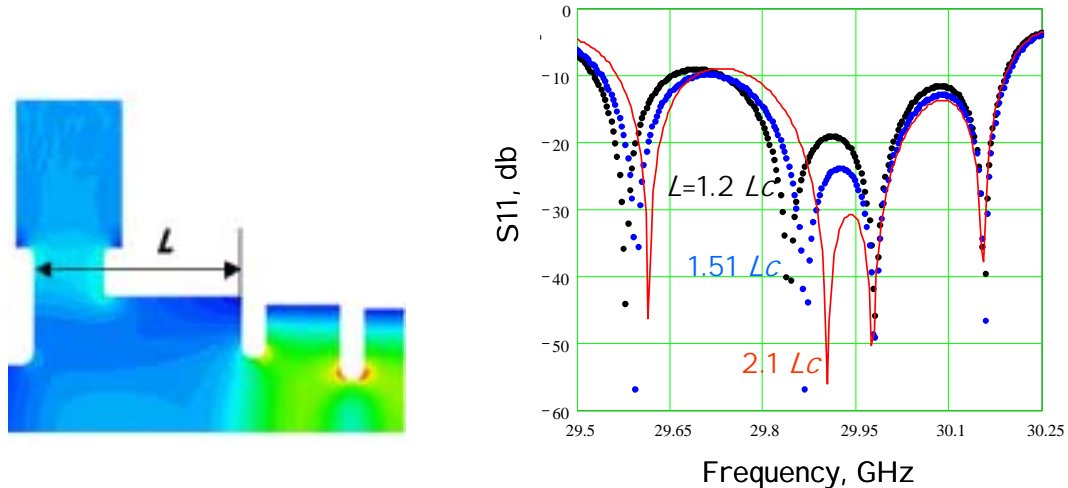 L
0
−10
−20
−30
−40
−50
−60
S11, db
L=1.2 Lc
1.51 Lc
2.1 Lc
29.5 29.65 29.8 29.95 30.1 30.25
Frequency, GHz